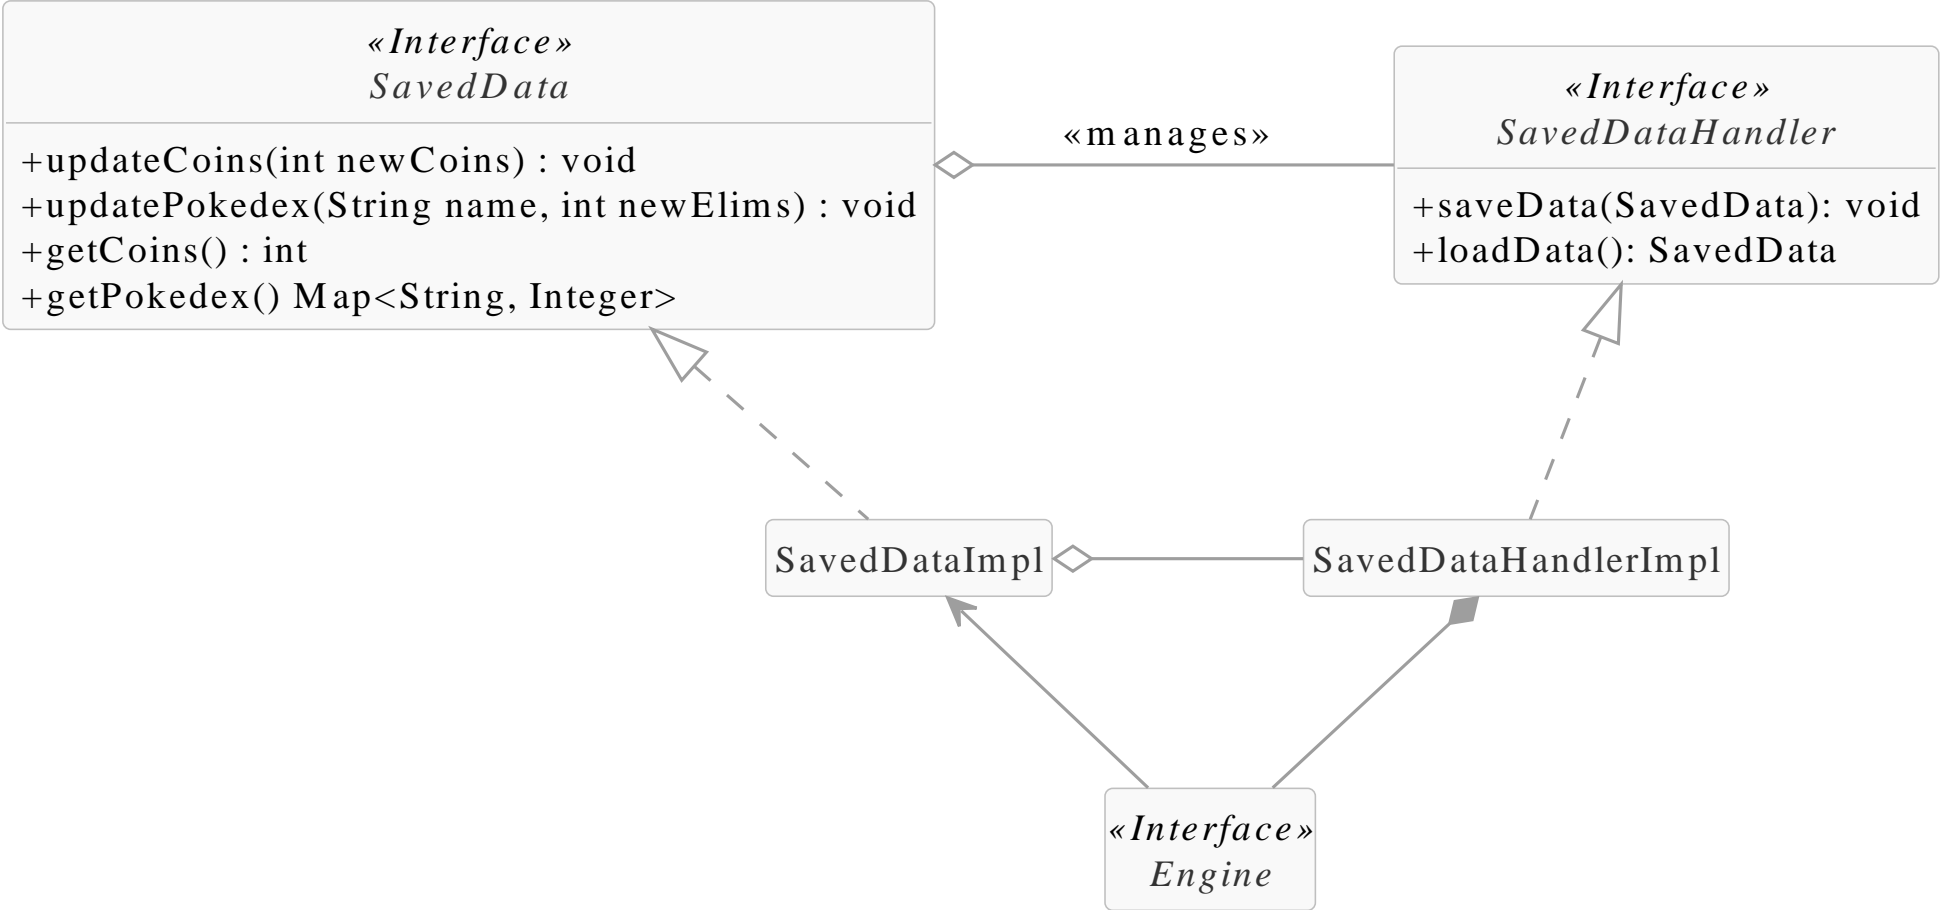 «Interface»
SavedData
+updateCoins(int newCoins) : void
+updatePokedex(String name, int newElims) : void
+getCoins() : int
+getPokedex() Map<String, Integer>
«manages»
«Interface»
SavedDataHandler
+saveData(SavedData): void
+loadData(): SavedData
SavedDataImpl
SavedDataHandlerImpl
«Interface»
Engine